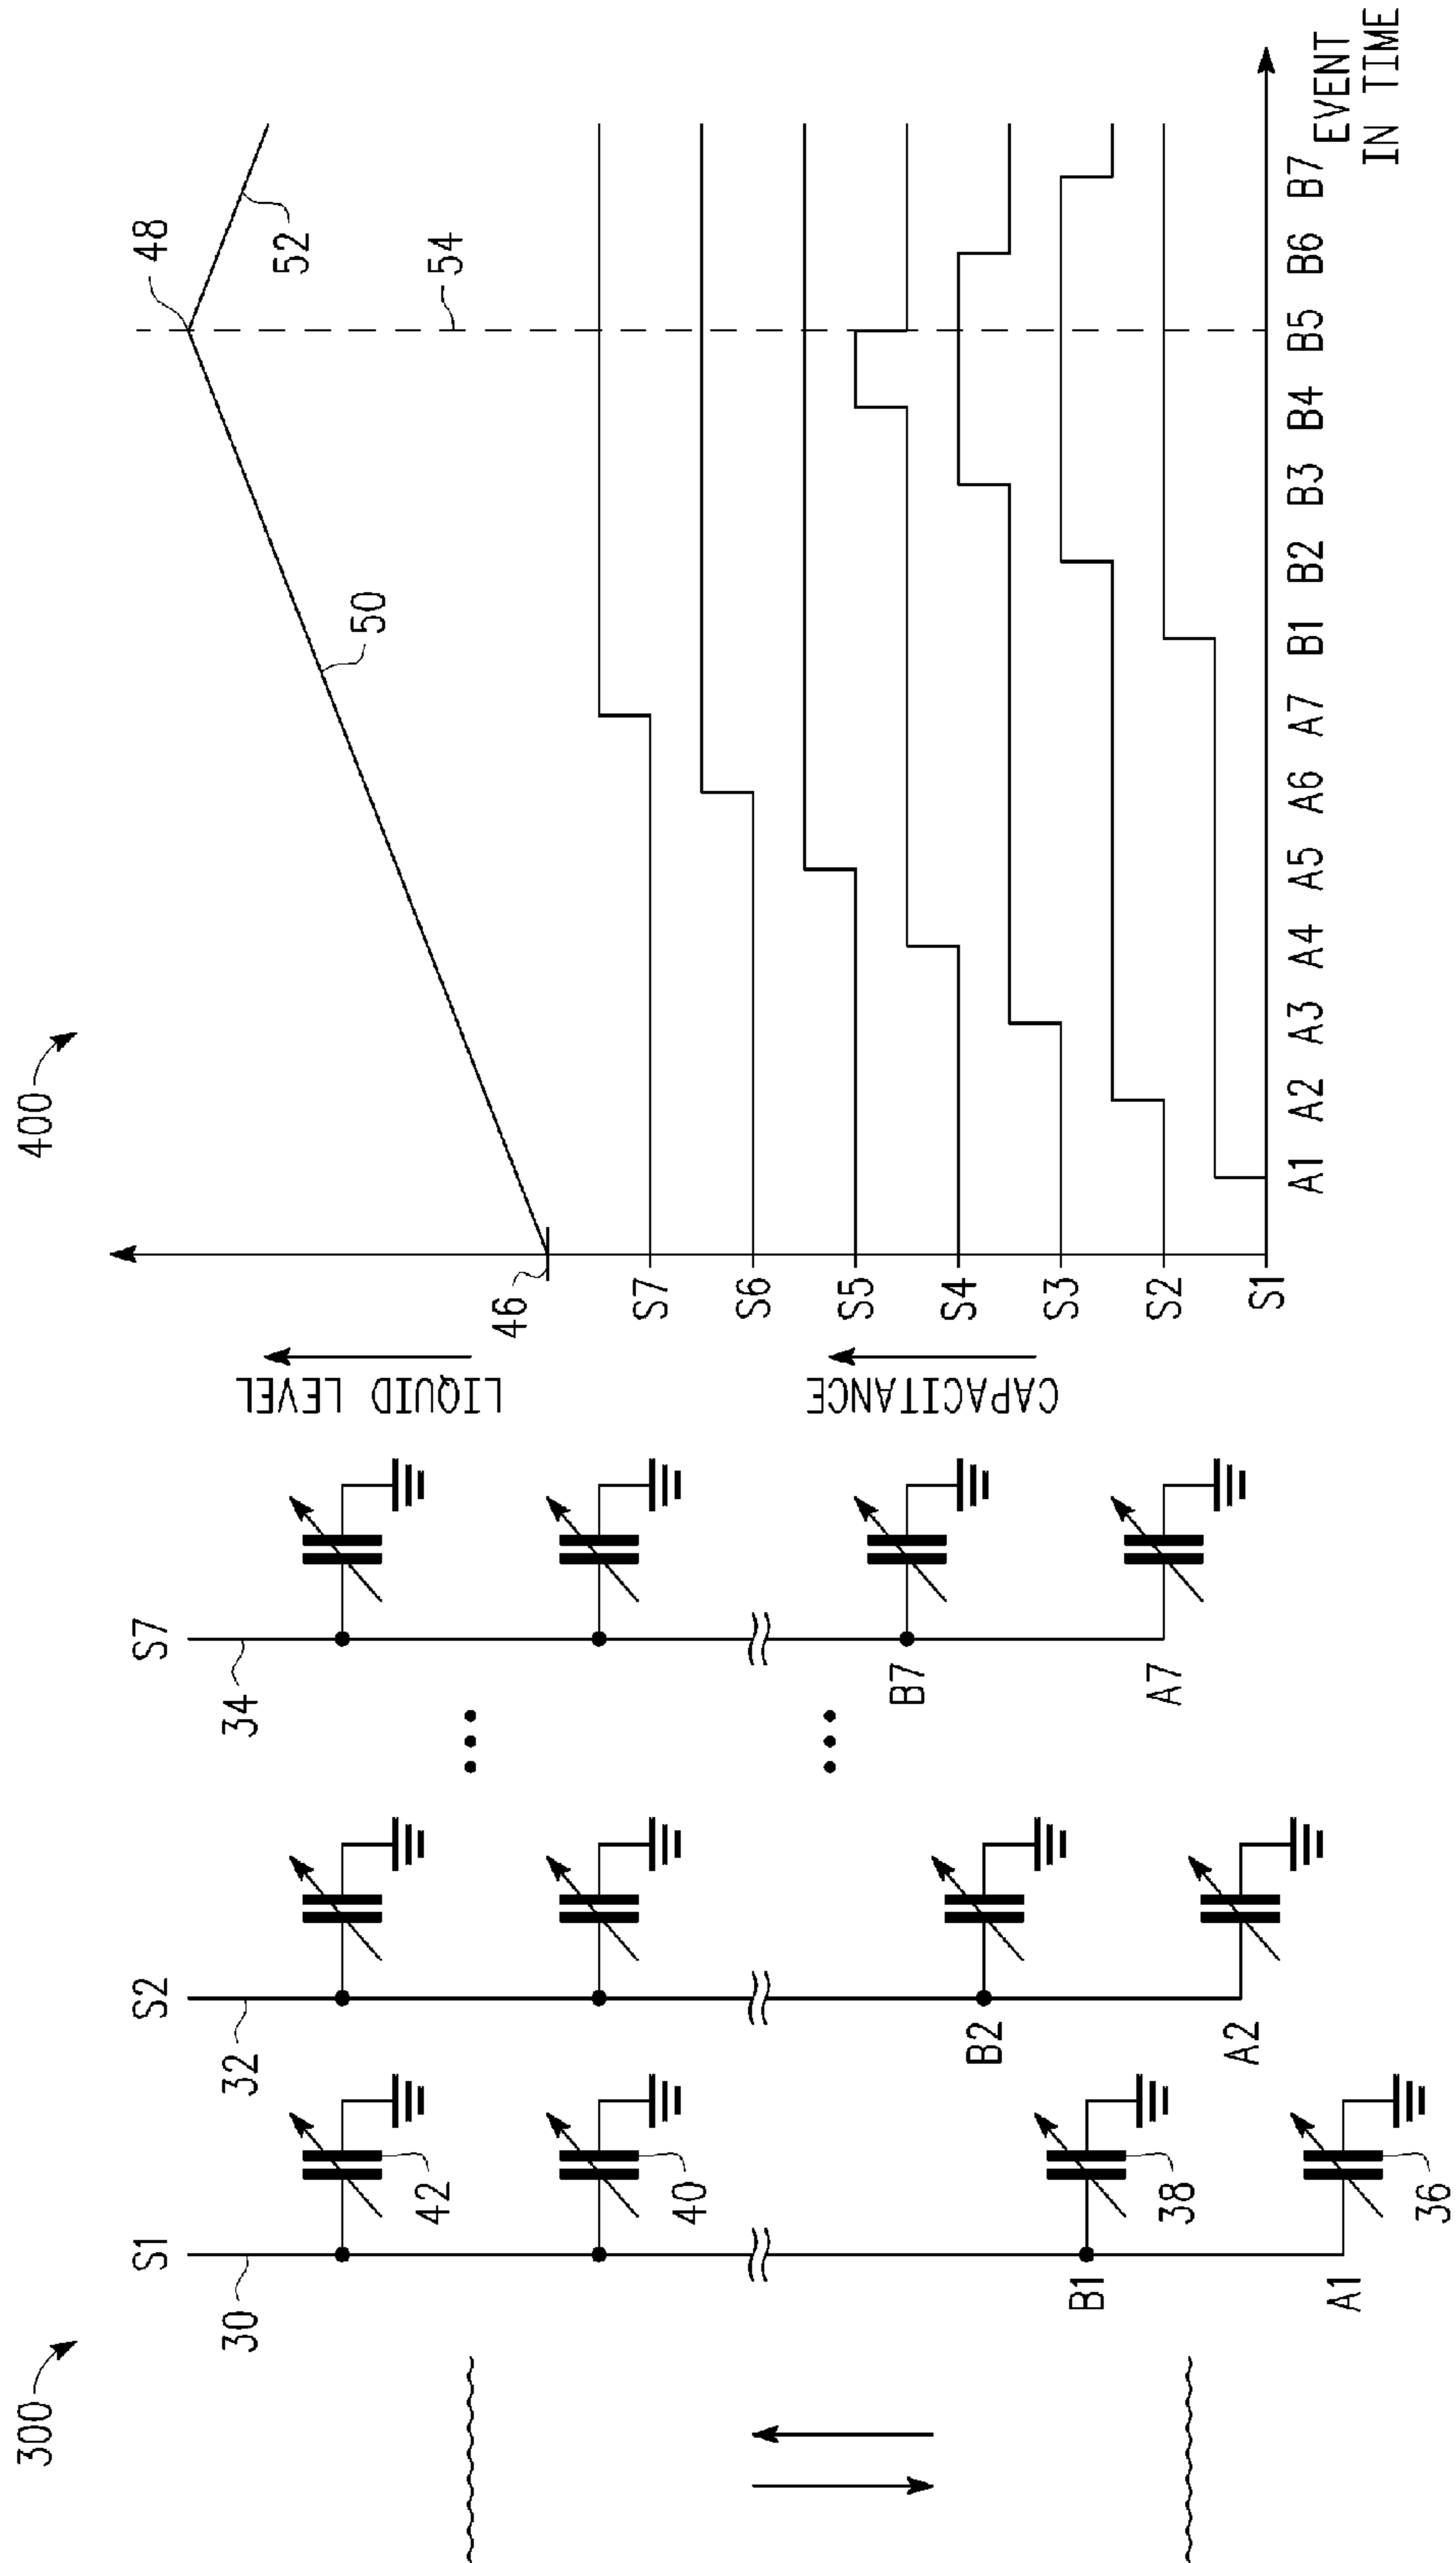 300
400
S1
S2
S7
30
32
34
42
40
38
36
B1
A1
B2
A2
B7
A7
LIQUID LEVEL
CAPACITANCE
46
48
50
52
54
S7
S6
S5
S4
S3
S2
S1
A1 A2 A3 A4 A5 A6 A7 B1 B2 B3 B4 B5 B6 B7
EVENT
IN TIME